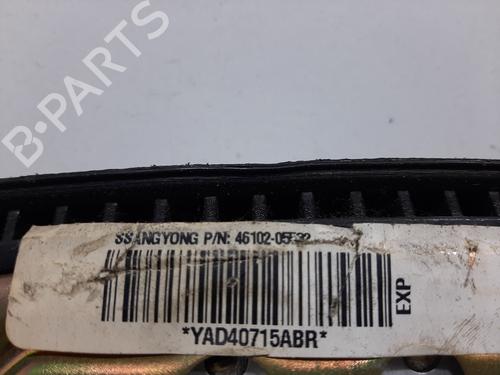 B-PARTS
SSANGYONG P/N: 46102-05
*YAD40715ABR*
EXP